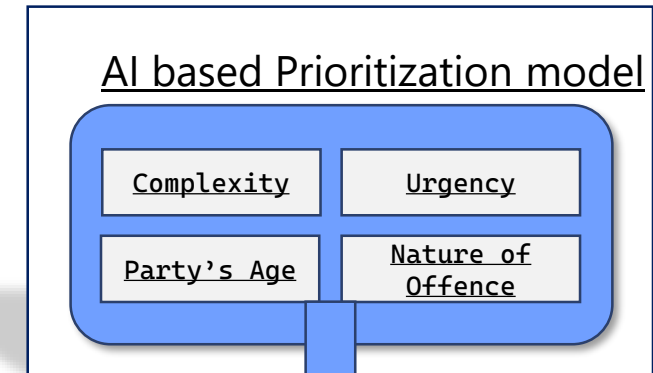 AI based Prioritization model
Complexity
Urgency
Party's Age
Nature of
Offence